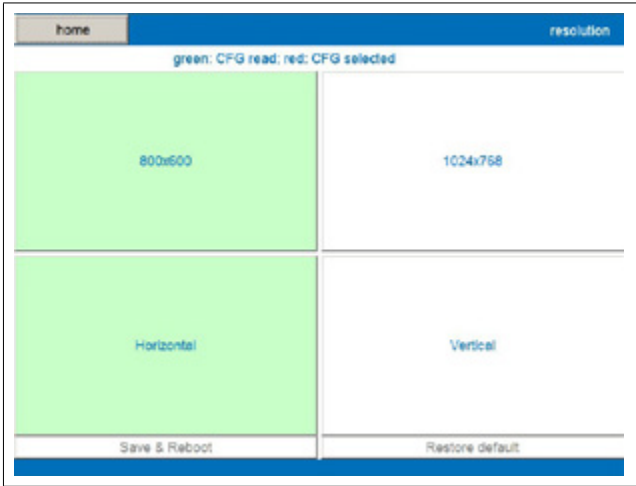 home
resolution
green: CFG read; red: CFG selected
800x600
1024x768
Horizontal
Vertical
Save & Reboot
Restore default